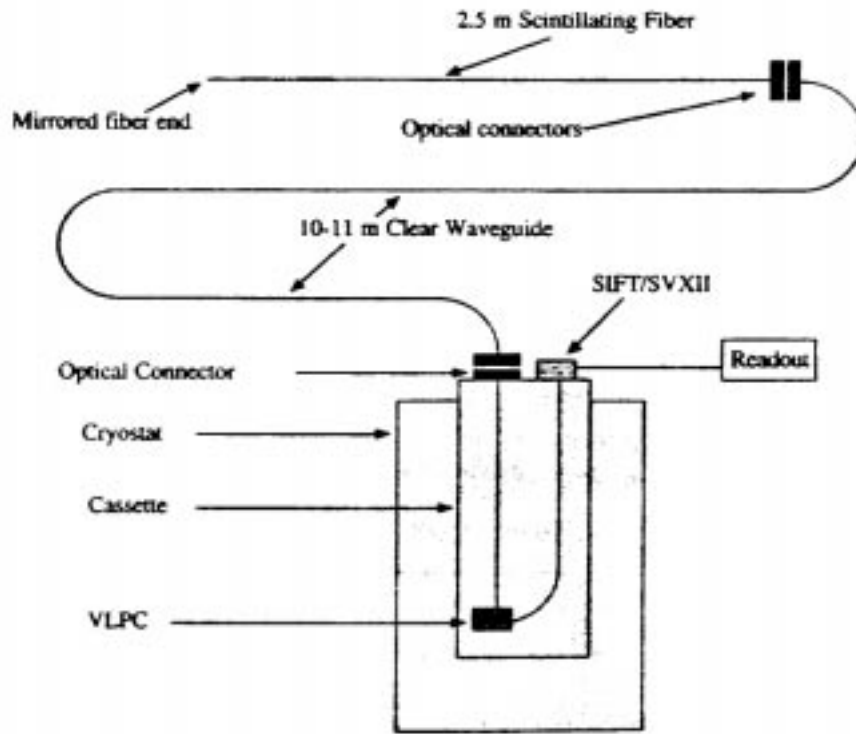 2.5 m Scintillating Fiber
Mirrored fiber end
Optical connectors
10-11 m Clear Waveguide
SIFT/SVXII
Optical Connector
Readout
Cryostat
Cassette
VLPC